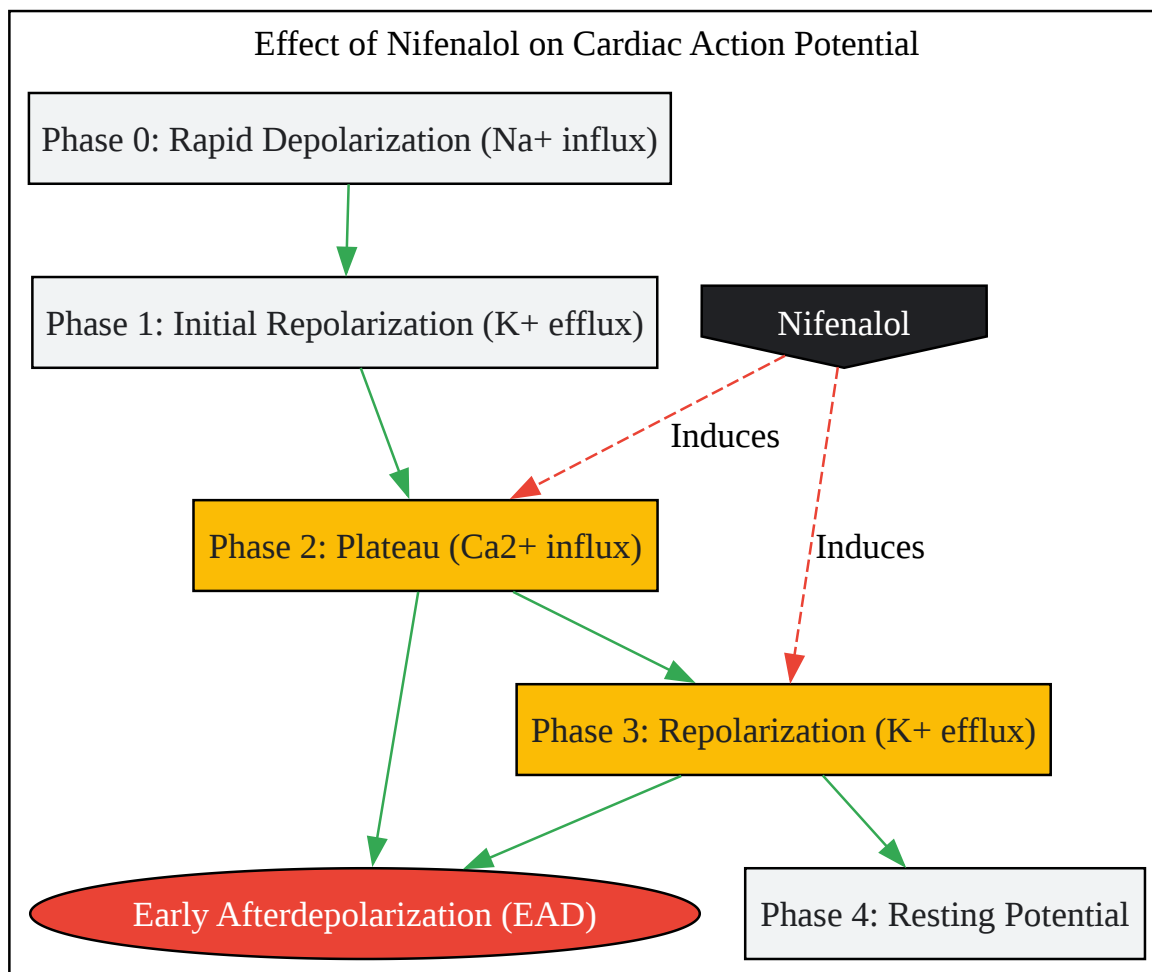 Effect of Nifenalol on Cardiac Action Potential
Phase 0: Rapid Depolarization (Na+ influx)
Phase 1: Initial Repolarization (K+ efflux)
Nifenalol
Induces
Phase 2: Plateau (Ca2+ influx)
Induces
Phase 3: Repolarization (K+ efflux)
Early Afterdepolarization (EAD)
Phase 4: Resting Potential